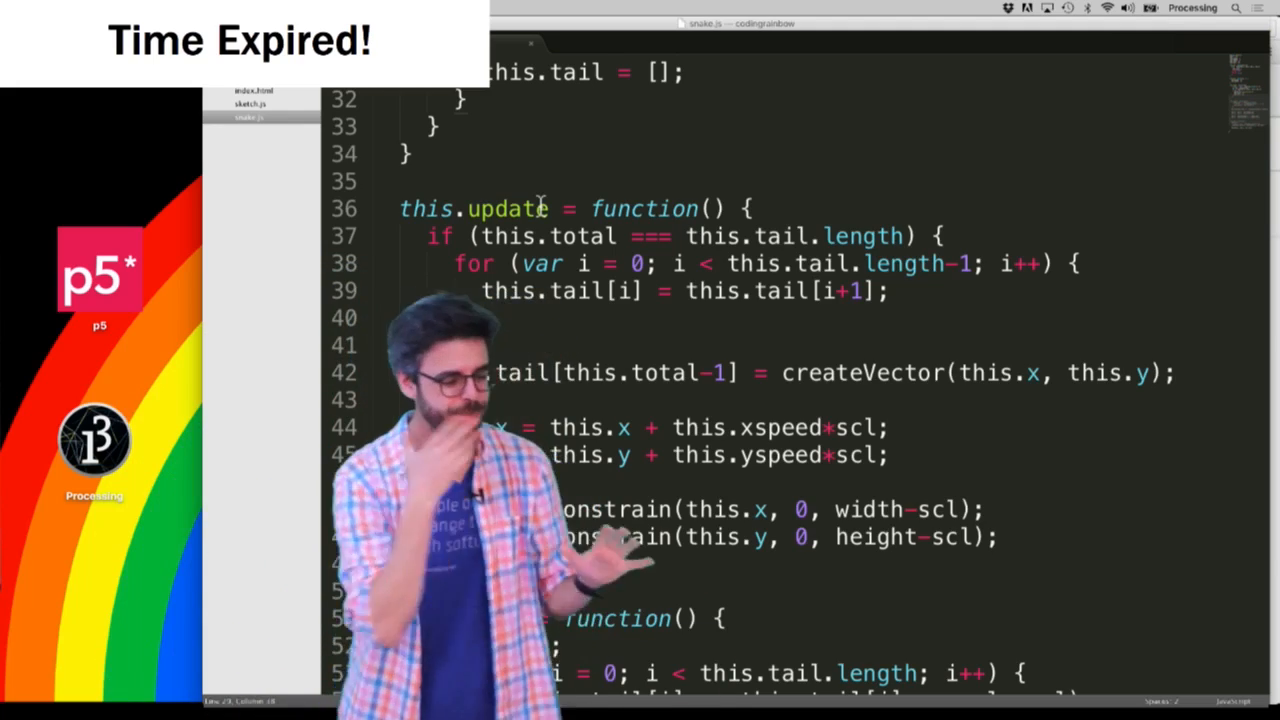 Processing
snake.js — codingrainbow
Time Expired!
this.tail = [];
index.html
sketch.js
snake.js
32 }
33 }
34 }
35
36 this.update = function() {
37 if (this.total === this.tail.length) {
38 for (var i = 0; i < this.tail.length-1; i++) {
39 this.tail[i] = this.tail[i+1];
40
41
42 tail[this.total-1] = createVector(this.x, this.y);
43
44 x = this.x + this.xspeed*scl;
45 this.y + this.yspeed*scl;
onstrain(this.x, 0, width-scl);
onstrain(this.y, 0, height-scl);
function() {
52 ;
i = 0; i < this.tail.length; i++) {
p5*
p5
Processing
JavaScript